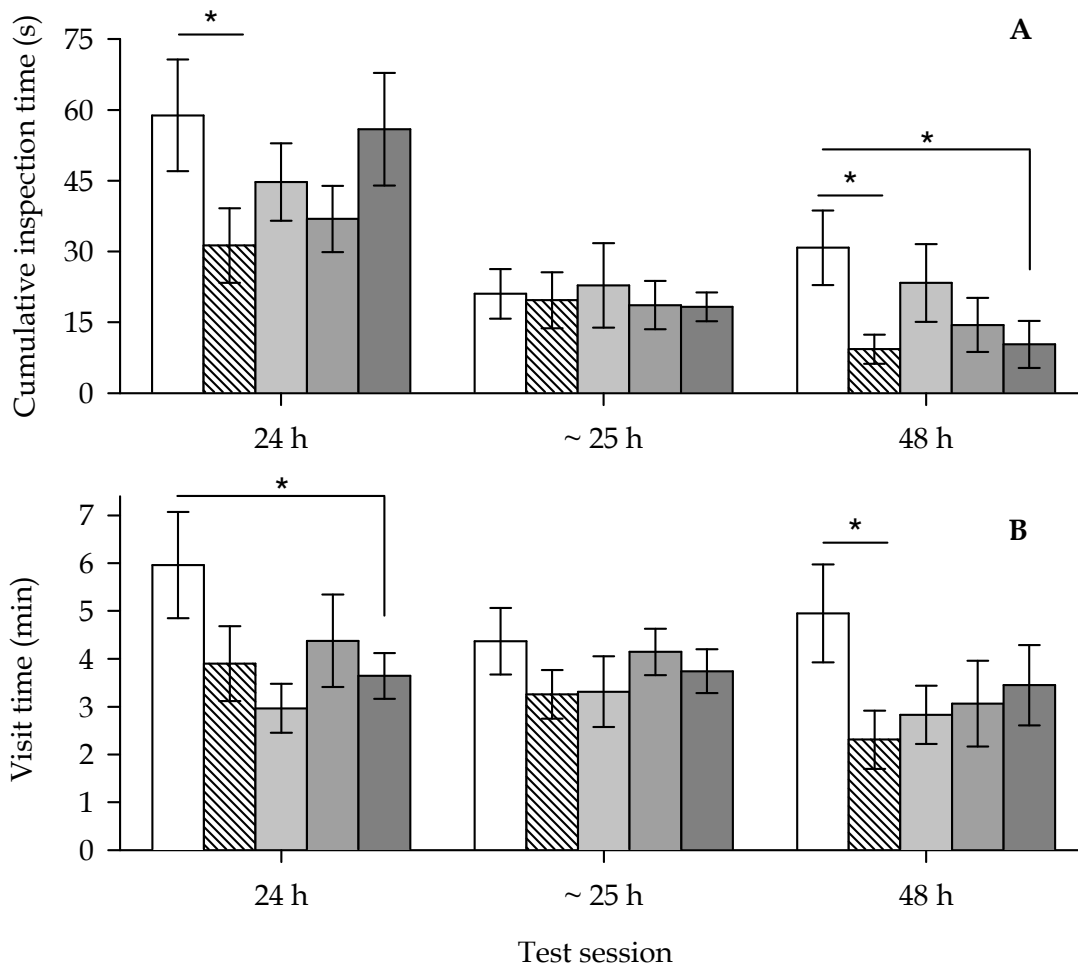 Cumulative inspection time (s)
A
75
60
45
30
15
0
*
*
*
24 h
~ 25 h
48 h
Visit time (min)
B
7
6
5
4
3
2
1
0
*
*
24 h
~ 25 h
48 h
Test session